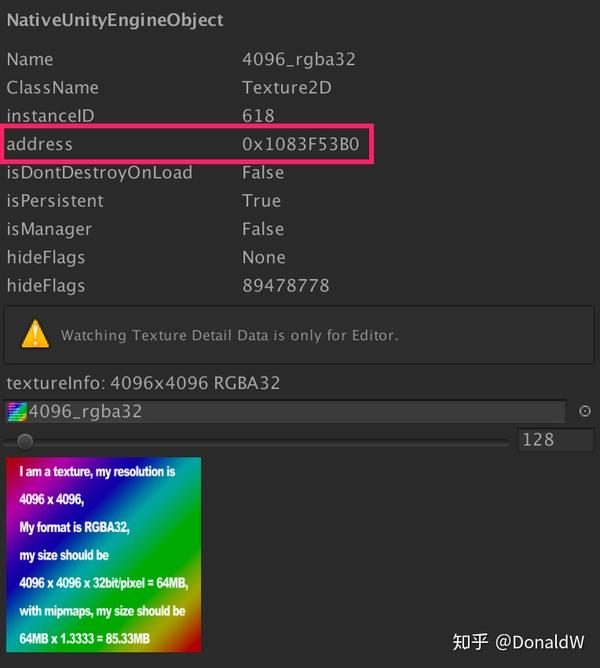 NativeUnityEngineObject
Name 4096_rgba32
ClassName Texture2D
instanceID 618
address 0x1083F53B0
isDontDestroyOnLoad False
isPersistent True
isManager False
hideFlags None
hideFlags 89478778
Watching Texture Detail Data is only for Editor.
textureInfo: 4096x4096 RGBA32
4096_rgba32
128
I am a texture, my resolution is
4096 x 4096,
My format is RGBA32,
my size should be
4096 x 4096 x 32bit/pixel = 64MB,
with mipmaps, my size should be
64MB x 1.3333 = 85.33MB
知乎 @DonaldW